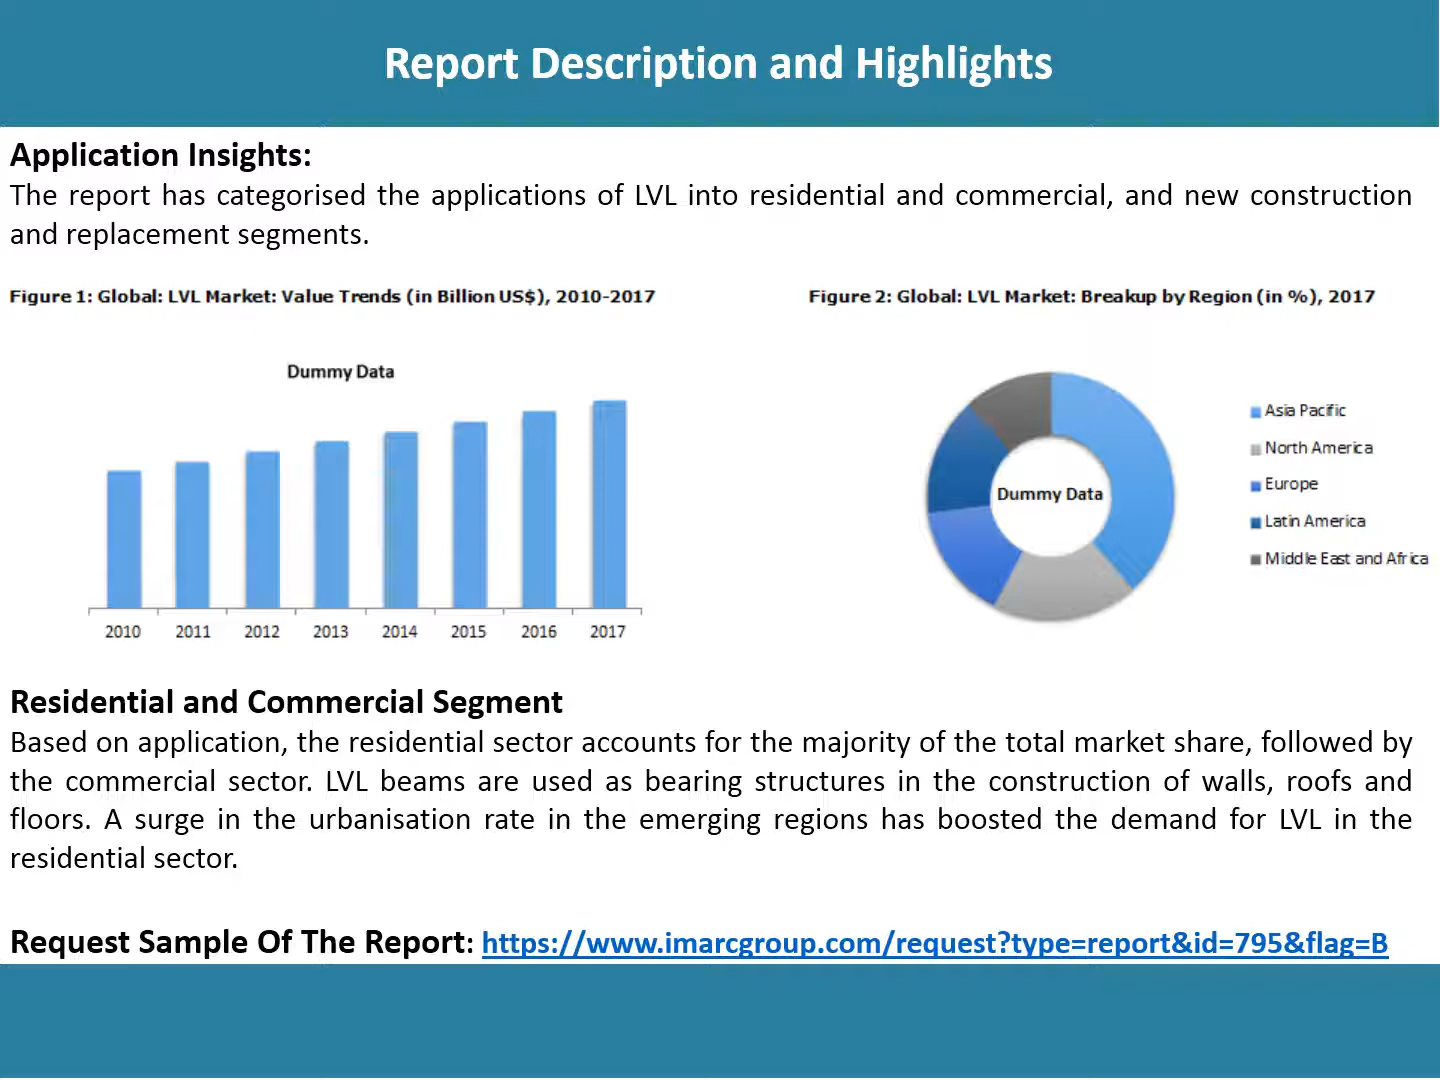 Report Description and Highlights
Application Insights:
The report has categorised the applications of LVL into residential and commercial, and new construction
and replacement segments.
Figure 1: Global: LVL Market: Value Trends (in Billion US$), 2010-2017
Dummy Data
2010 2011 2012 2013 2014 2015 2016 2017
Figure 2: Global: LVL Market: Breakup by Region (in %), 2017
Dummy Data
Asia Pacific
North America
Europe
Latin America
Middle East and Africa
Residential and Commercial Segment
Based on application, the residential sector accounts for the majority of the total market share, followed by
the commercial sector. LVL beams are used as bearing structures in the construction of walls, roofs and
floors. A surge in the urbanisation rate in the emerging regions has boosted the demand for LVL in the
residential sector.
Request Sample Of The Report: https://www.imarcgroup.com/request?type=report&id=795&flag=B